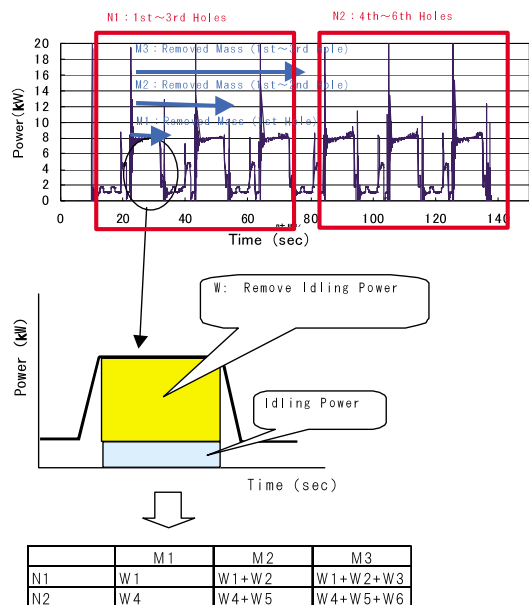 N1：1st～3rd Holes
N2：4th～6th Holes
M3：Removed Mass (1st～3rd Hole)
M2：Removed Mass (1st～2nd Hole)
M1：Removed Mass (1st Hole)
Power(kW)
20
18
16
14
12
10
8
6
4
2
0
0 20 40 60 80 100 120 140
Time (sec)
W: Remove Idling Power
Idling Power
Power (kW)
Time (sec)
M1 M2 M3
N1 W1 W1+W2 W1+W2+W3
N2 W4 W4+W5 W4+W5+W6